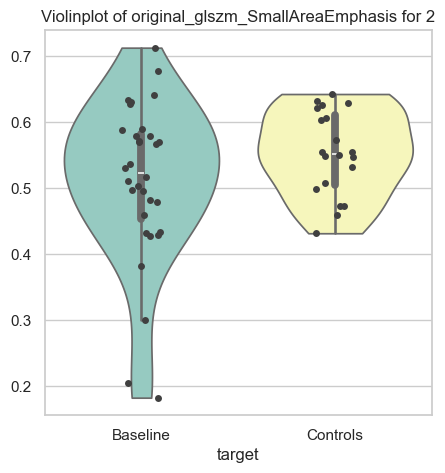 Violinplot of original_glszm_SmallAreaEmphasis for 2
0.7
0.6
0.5
0.4
0.3
0.2
Baseline Controls
target